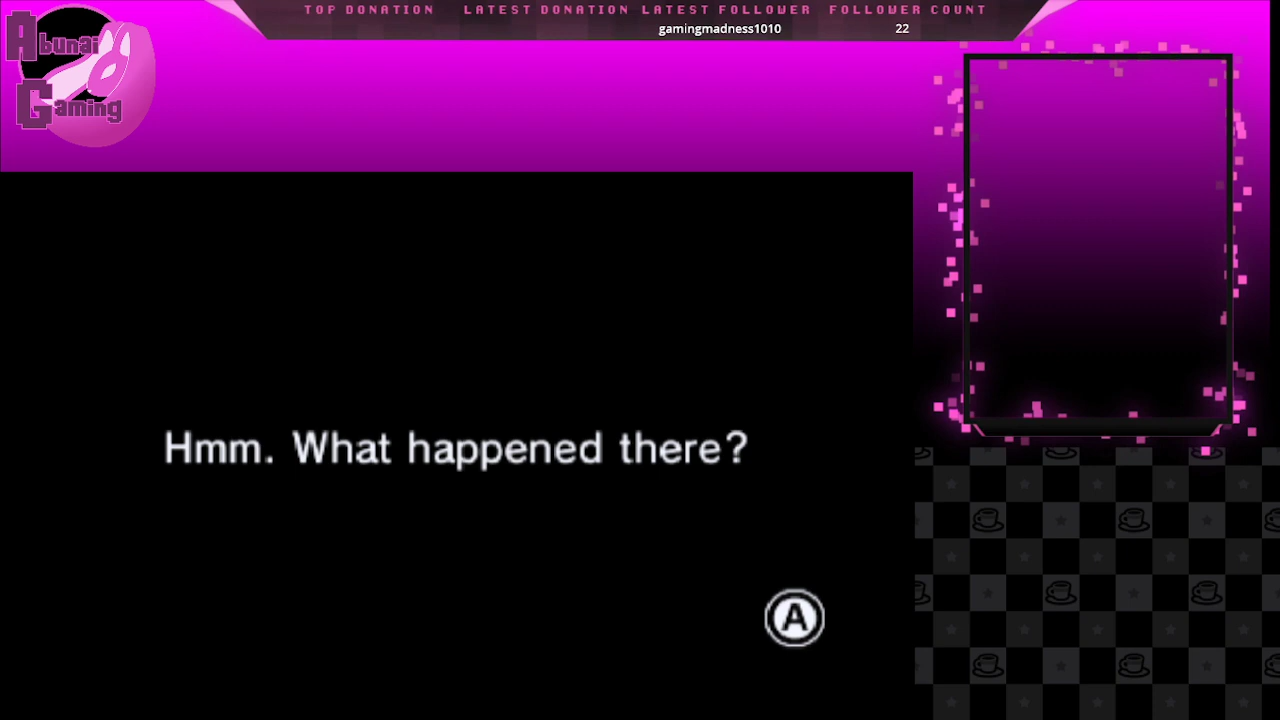 TOP DONATION LATEST DONATION LATEST FOLLOWER FOLLOWER COUNT
gamingmadness1010 22
Abunai
Gaming
Hmm. What happened there?
A